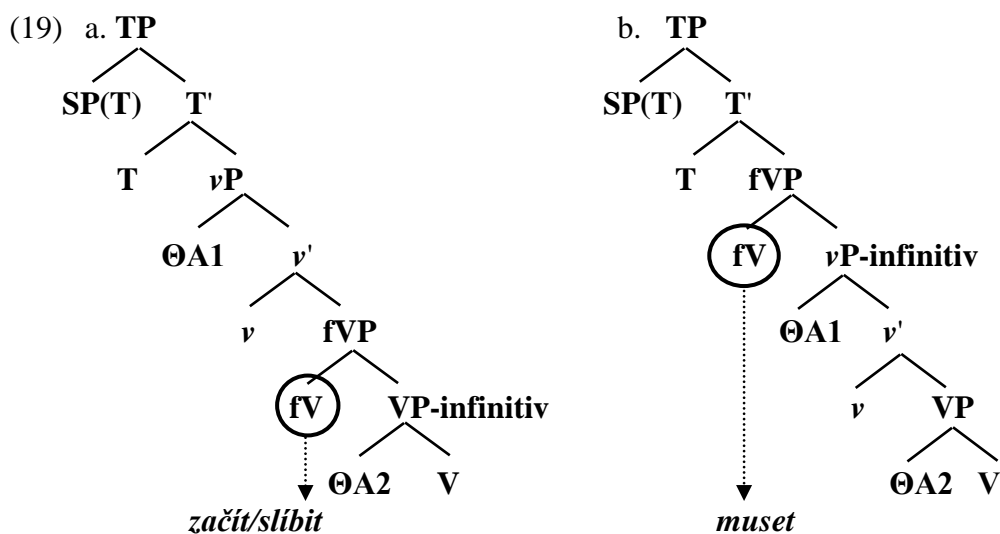 (19) a. TP b. TP
SP(T) T' SP(T) T'
T vP T fVP
ΘA1 v' fV vP-infinitiv
v fVP ΘA1 v'
fV VP-infinitiv v VP
ΘA2 V ΘA2 V
začít/slíbit muset